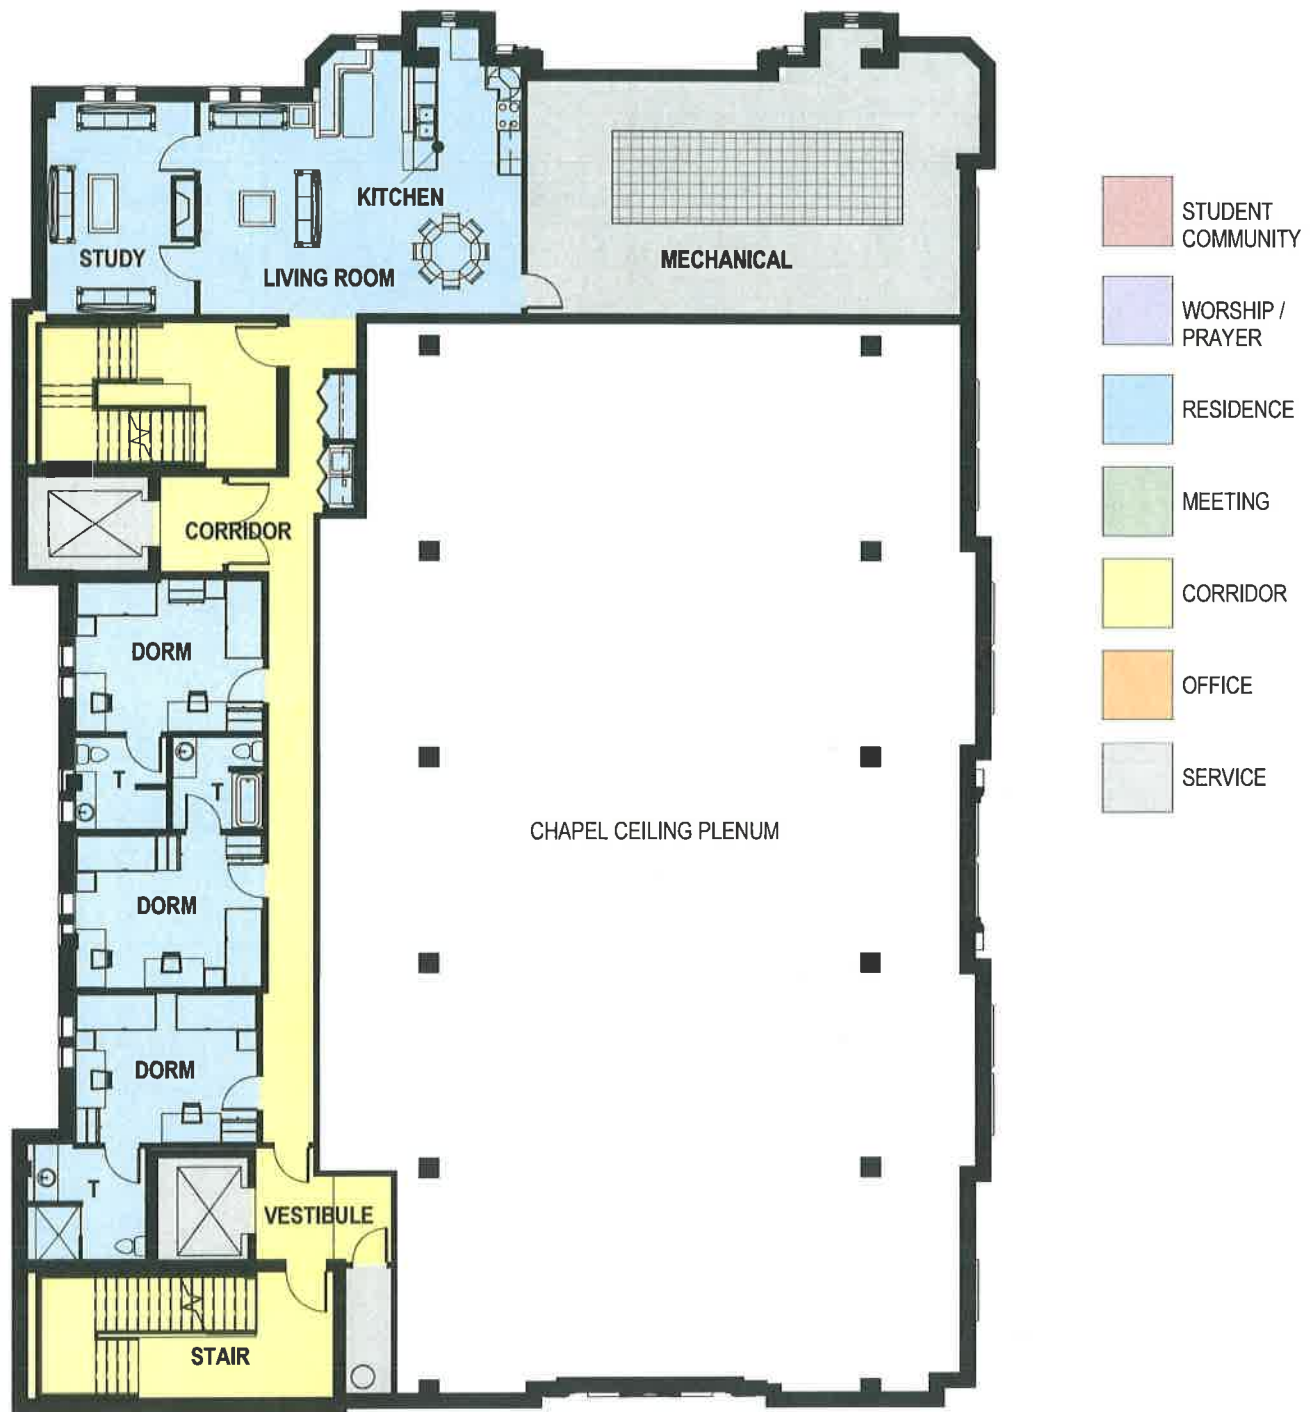 KITCHEN
STUDY
LIVING ROOM
MECHANICAL
CORRIDOR
DORM
T
T
CHAPEL CEILING PLENUM
DORM
DORM
T
VESTIBULE
STAIR
STUDENT
COMMUNITY
WORSHIP /
PRAYER
RESIDENCE
MEETING
CORRIDOR
OFFICE
SERVICE